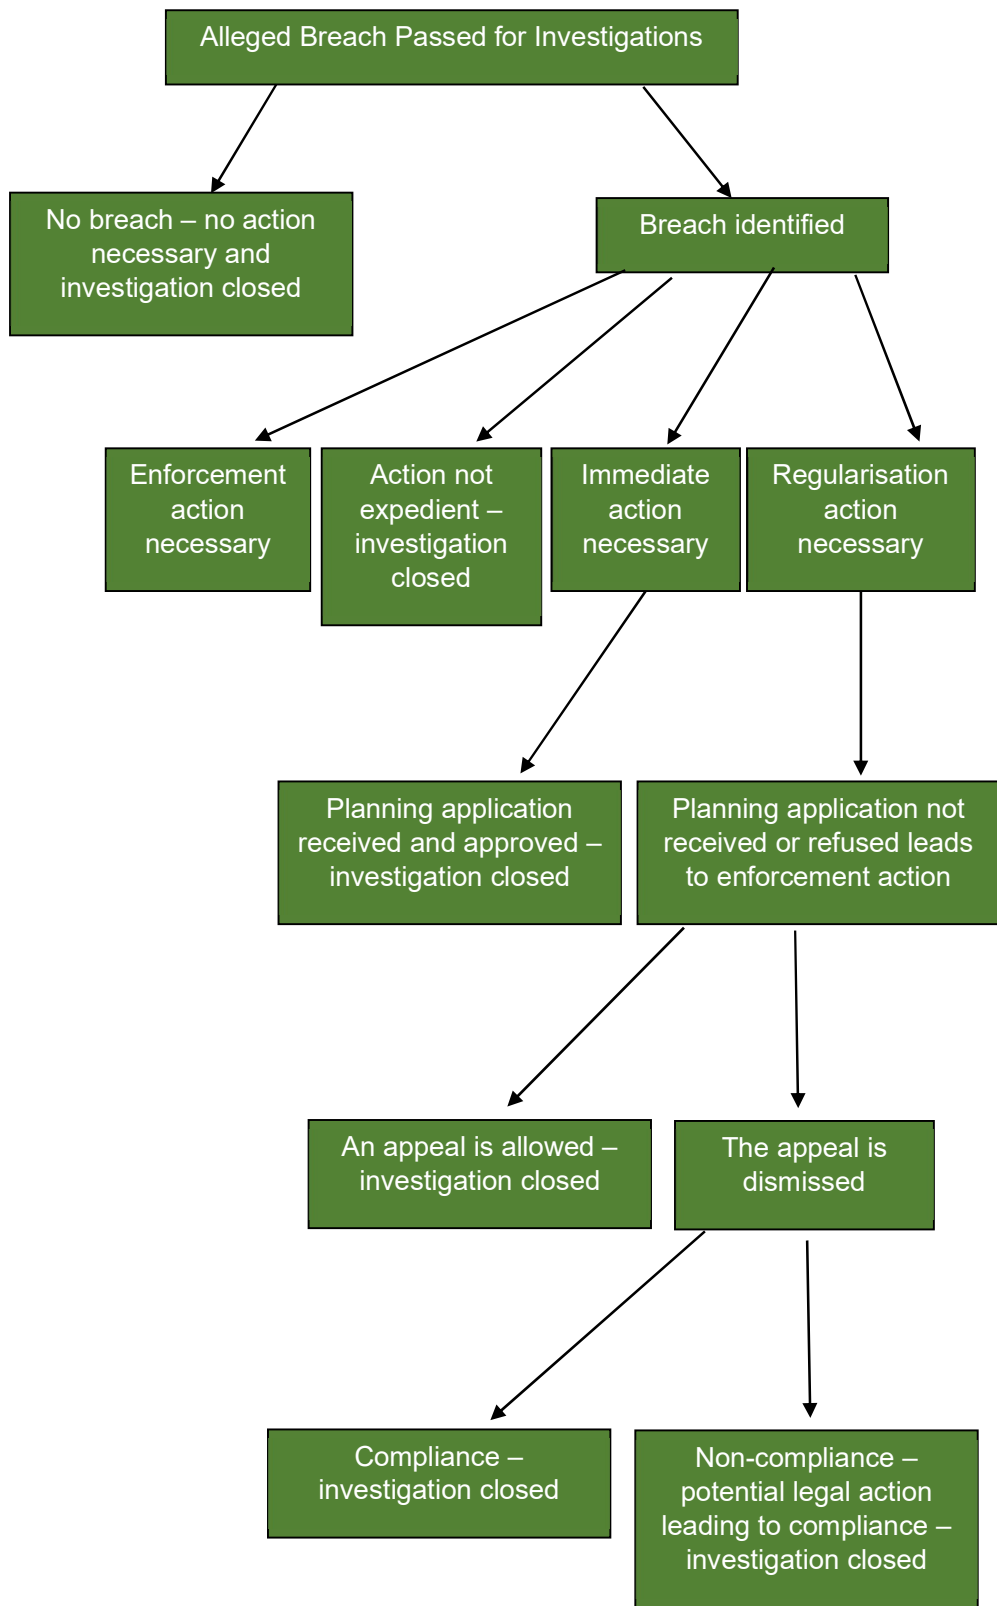 Alleged Breach Passed for Investigations
No breach – no action
necessary and
investigation closed
Breach identified
Enforcement
action
necessary
Action not
expedient –
investigation
closed
Immediate
action
necessary
Regularisation
action
necessary
Planning application
received and approved –
investigation closed
Planning application not
received or refused leads
to enforcement action
An appeal is allowed –
investigation closed
The appeal is
dismissed
Compliance –
investigation closed
Non-compliance –
potential legal action
leading to compliance –
investigation closed